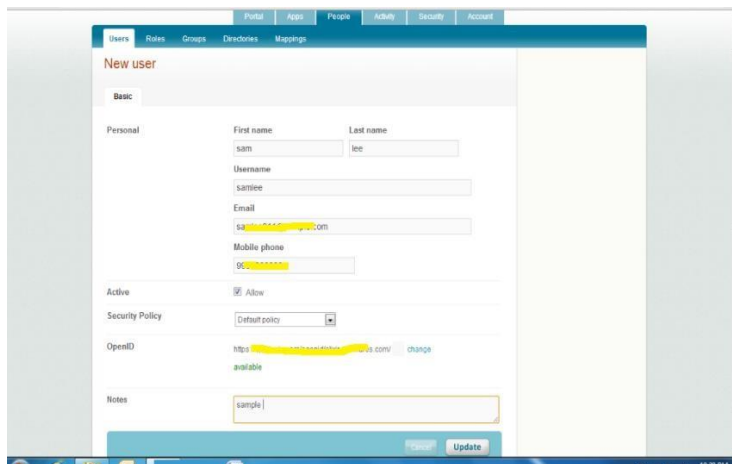 Portal Apps People Activity Security Account
Users Roles Groups Directories Mappings
New user
Basic
Personal
First name Last name
sam lee
Username
samlee
Email
Mobile phone
Active Allow
Security Policy Default policy
OpenID https change
available
Notes
sample
Cancel Update